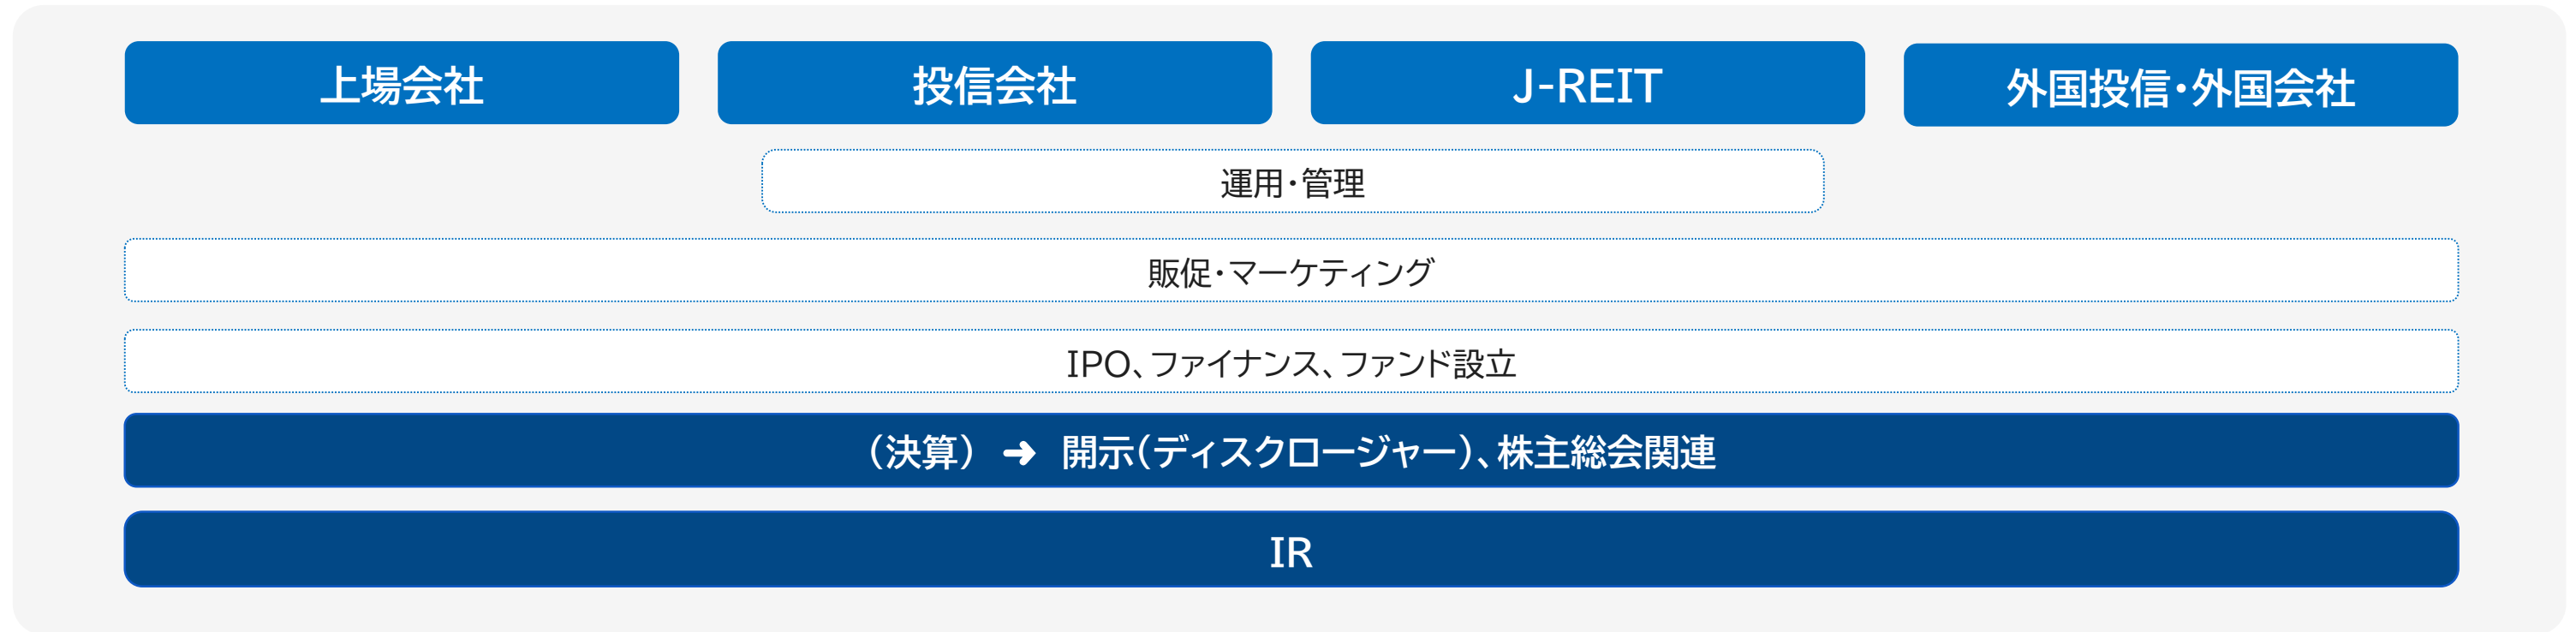 上場会社
投信会社
J-REIT
外国投信・外国会社
運用・管理
販促・マーケティング
IPO、ファイナンス、ファンド設立
（決算） ➜ 開示（ディスクロージャー）、株主総会関連
IR